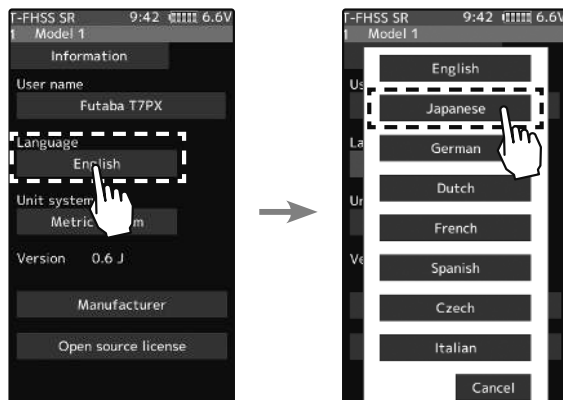 T-FHSS SR 9:42 6.6V
1 Model 1
Information
User name
Futaba T7PX
Language
English
Unit system
Metric m
Version 0.6 J
Manufacturer
Open source license
T-FHSS SR 9:42 6.6V
1 Model 1
English
Japanese
German
Dutch
French
Spanish
Czech
Italian
Cancel